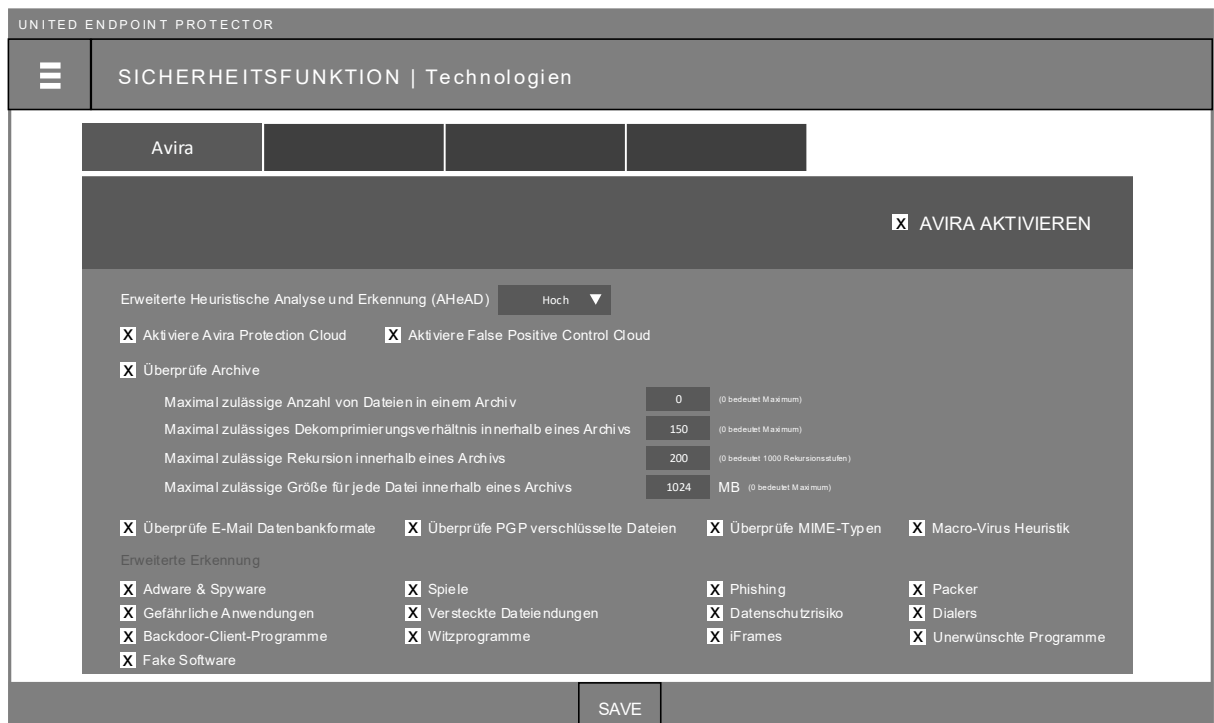 UNITED ENDPOINT PROTECTOR
SICHERHEITSFUNKTION | Technologien
Avira
X AVIRA AKTIVIEREN
Erweiterte Heuristische Analyse und Erkennung (AHeAD) Hoch
X Aktiviere Avira Protection Cloud X Aktiviere False Positive Control Cloud
X Überprüfe Archive
Maximal zulässige Anzahl von Dateien in einem Archiv 0 (0 bedeutet Maximum)
Maximal zulässiges Dekomprimierungsverhältnis innerhalb eines Archivs 150 (0 bedeutet Maximum)
Maximal zulässige Rekursion innerhalb eines Archivs 200 (0 bedeutet 1000 Rekursionsstufen)
Maximal zulässige Größe für jede Datei innerhalb eines Archivs 1024 MB (0 bedeutet Maximum)
X Überprüfe E-Mail Datenbankformate X Überprüfe PGP verschlüsselte Dateien X Überprüfe MIME-Typen X Macro-Virus Heuristik
Erweiterte Erkennung
X Adware & Spyware X Spiele X Phishing X Packer
X Gefährliche Anwendungen X Versteckte Dateiendungen X Datenschutzrisiko X Dialers
X Backdoor-Client-Programme X Witzprogramme X iFrames X Unerwünschte Programme
X Fake Software
SAVE